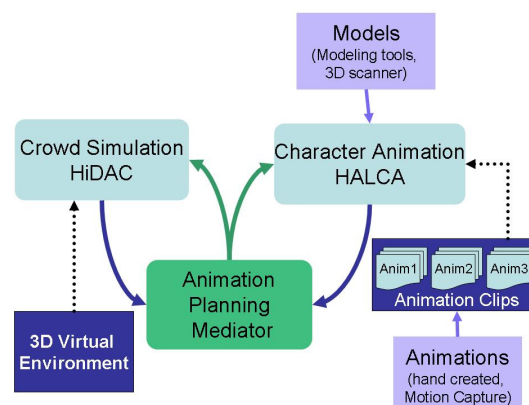 Models
(Modeling tools,
3D scanner)
Crowd Simulation
HiDAC
Character Animation
HALCA
Anim1
Anim2
Anim3
Animation Clips
Animation
Planning
Mediator
3D Virtual
Environment
Animations
(hand created,
Motion Capture)